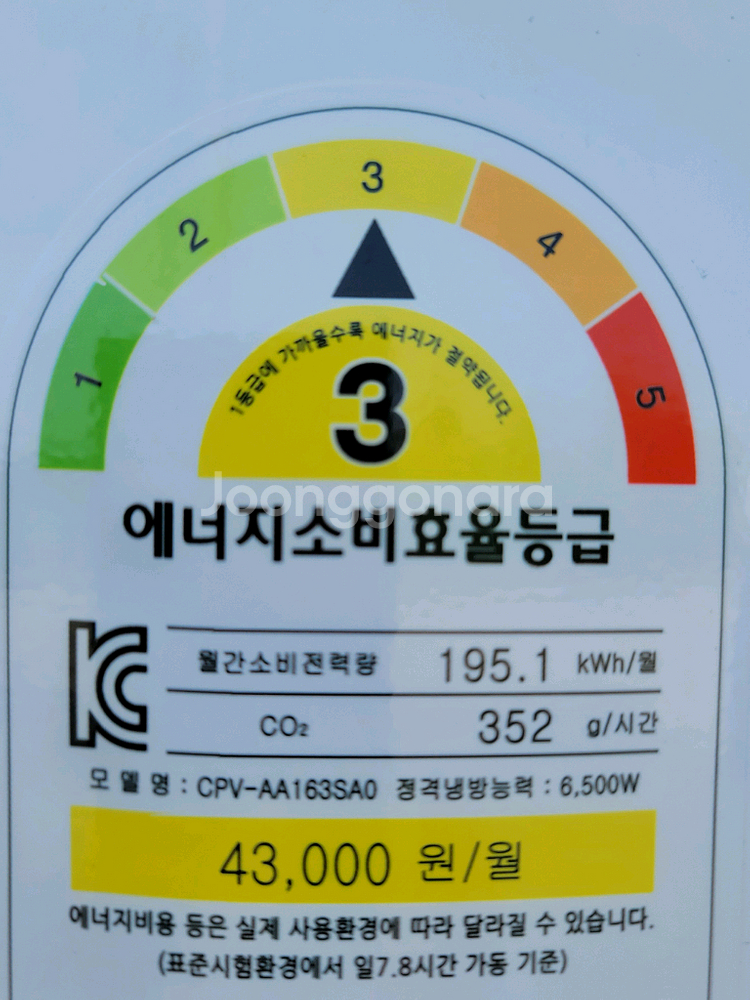 3
2
4
1
5
1등급에 가까울수록 에너지가 절약됩니다.
3
Joonggonara
에너지소비효율등급
월간소비전력량 195.1 kWh/월
CO₂ 352 g/시간
모 델 명 : CPV-AA163SA0 정격냉방능력 : 6,500W
43,000 원/월
에너지비용 등은 실제 사용환경에 따라 달라질 수 있습니다.
(표준시험환경에서 일7.8시간 가동 기준)